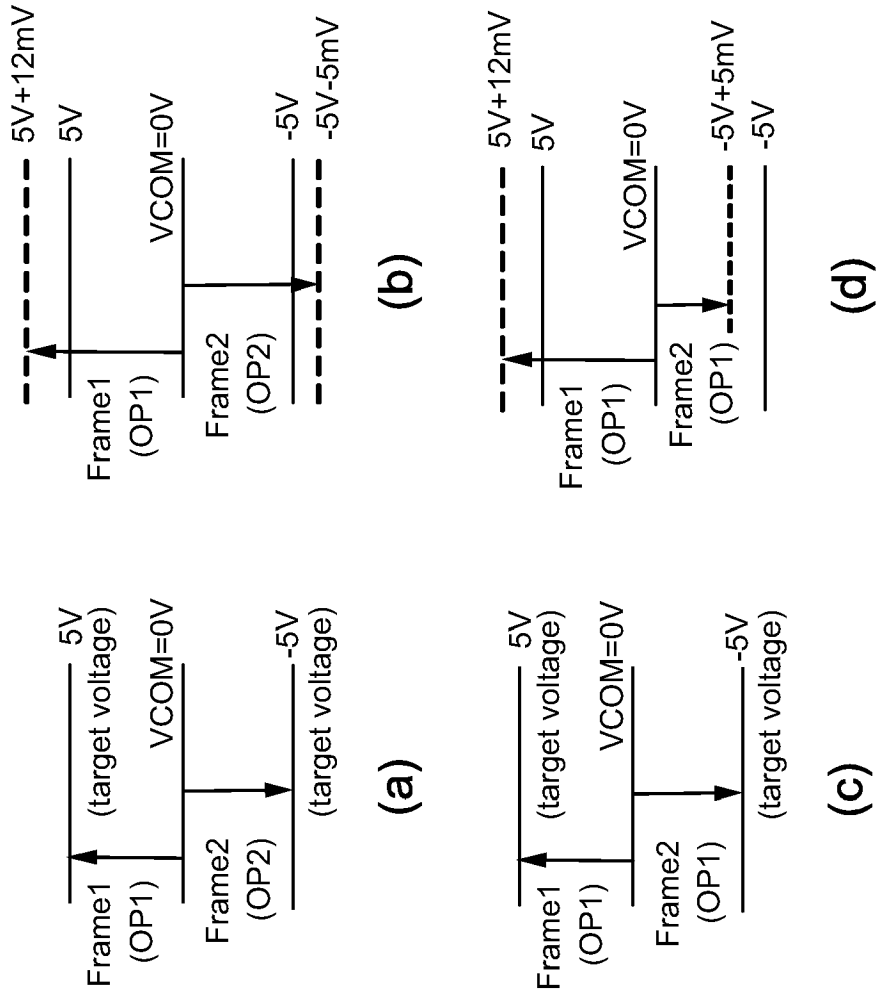 5V
(target voltage)
Frame1
(OP1)
VCOM=0V
Frame2
(OP2)
-5V
(target voltage)
(a)
5V+12mV
5V
Frame1
(OP1)
VCOM=0V
Frame2
(OP2)
-5V
-5V-5mV
(b)
5V
(target voltage)
Frame1
(OP1)
VCOM=0V
Frame2
(OP1)
-5V
(target voltage)
(c)
5V+12mV
5V
Frame1
(OP1)
VCOM=0V
Frame2
(OP1)
-5V+5mV
-5V
(d)